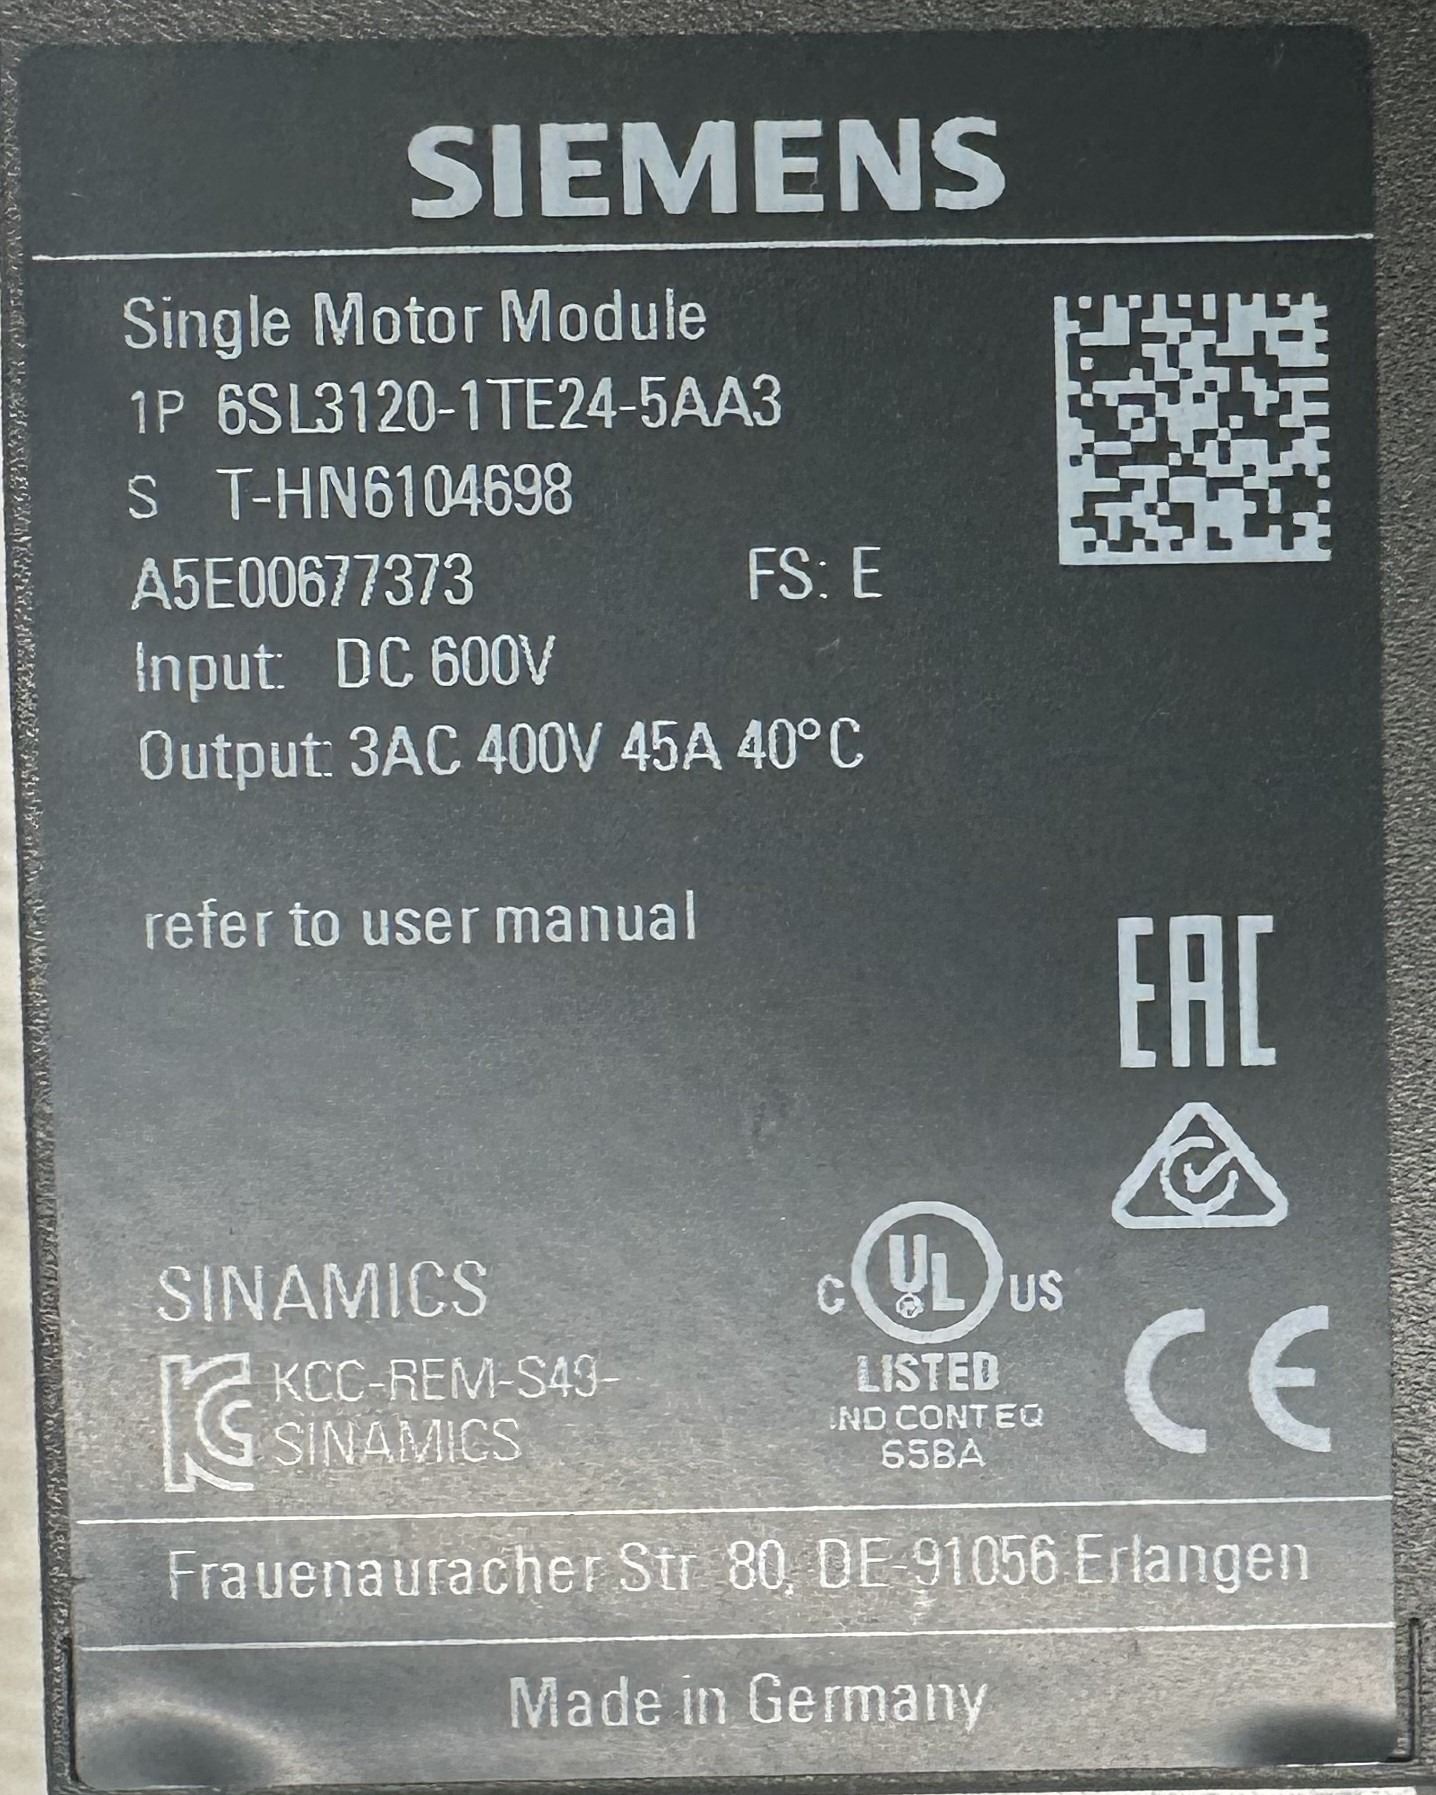 SIEMENS
Single Motor Module
1P 6SL3120-1TE24-5AA3
S T-HN6104698
A5E00677373 FS: E
Input: DC 600V
Output: 3AC 400V 45A 40°C
refer to user manual
EAC
SINAMICS
C UL US
LISTED
IND CONT EQ
65BA
KCC-REM-S49-
SINAMICS
CE
Frauenauracher Str. 80, DE-91056 Erlangen
Made in Germany